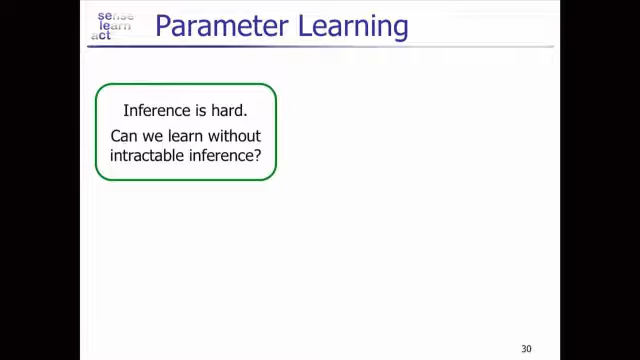 sense
learn
act
Parameter Learning
Inference is hard.
Can we learn without
intractable inference?
30